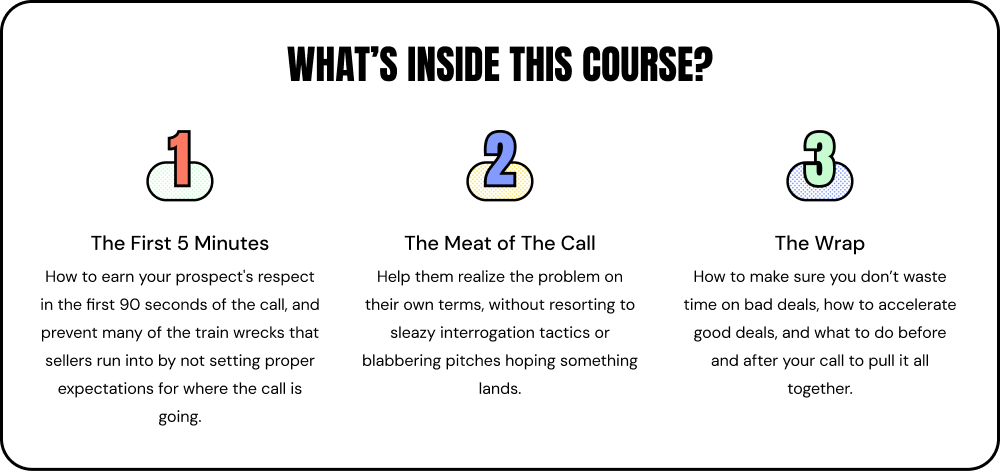 WHAT’S INSIDE THIS COURSE?
1
The First 5 Minutes
How to earn your prospect's respect
in the first 90 seconds of the call, and
prevent many of the train wrecks that
sellers run into by not setting proper
expectations for where the call is
going.
2
The Meat of The Call
Help them realize the problem on
their own terms, without resorting to
sleazy interrogation tactics or
blabbering pitches hoping something
lands.
3
The Wrap
How to make sure you don’t waste
time on bad deals, how to accelerate
good deals, and what to do before
and after your call to pull it all
together.